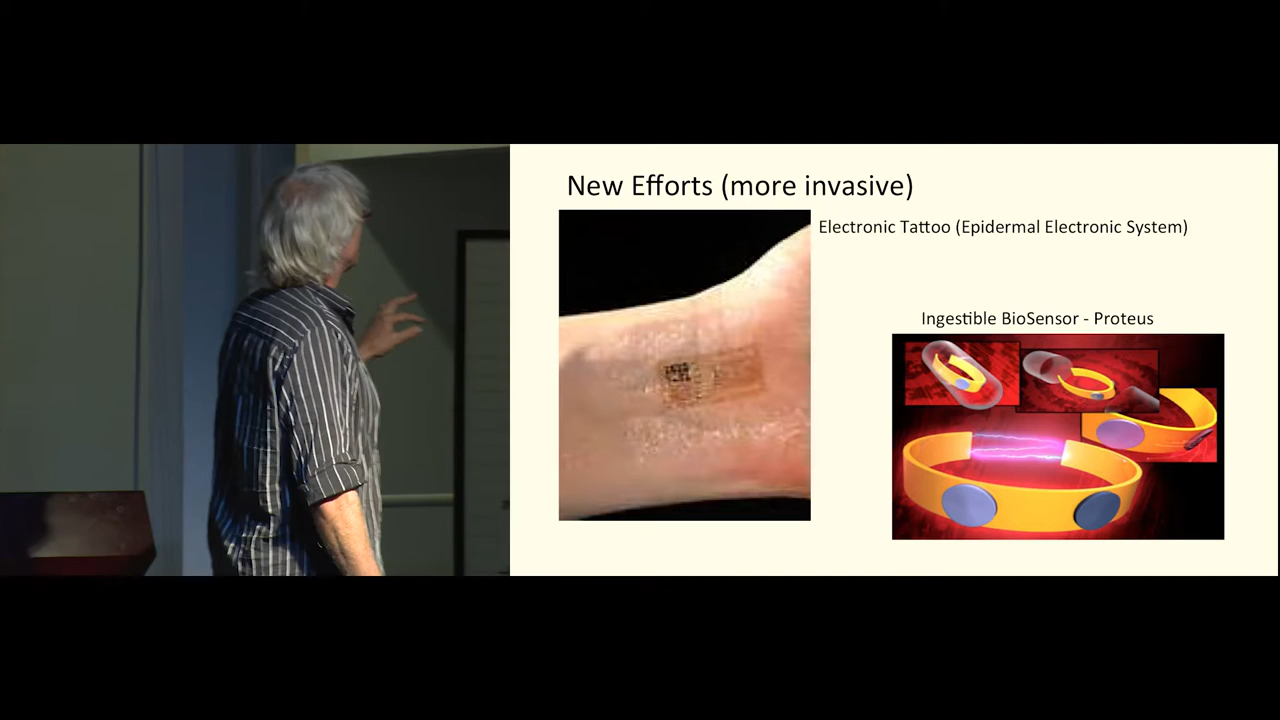 New Efforts (more invasive)
Electronic Tattoo (Epidermal Electronic System)
Ingestible BioSensor - Proteus